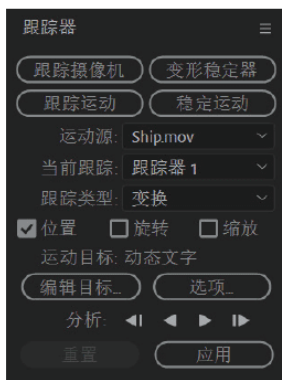 跟踪器
跟踪摄像机 变形稳定器
跟踪运动 稳定运动
运动源: Ship.mov
当前跟踪: 跟踪器 1
跟踪类型: 变换
位置 旋转 缩放
运动目标: 动态文字
编辑目标... 选项...
分析:
重置 应用